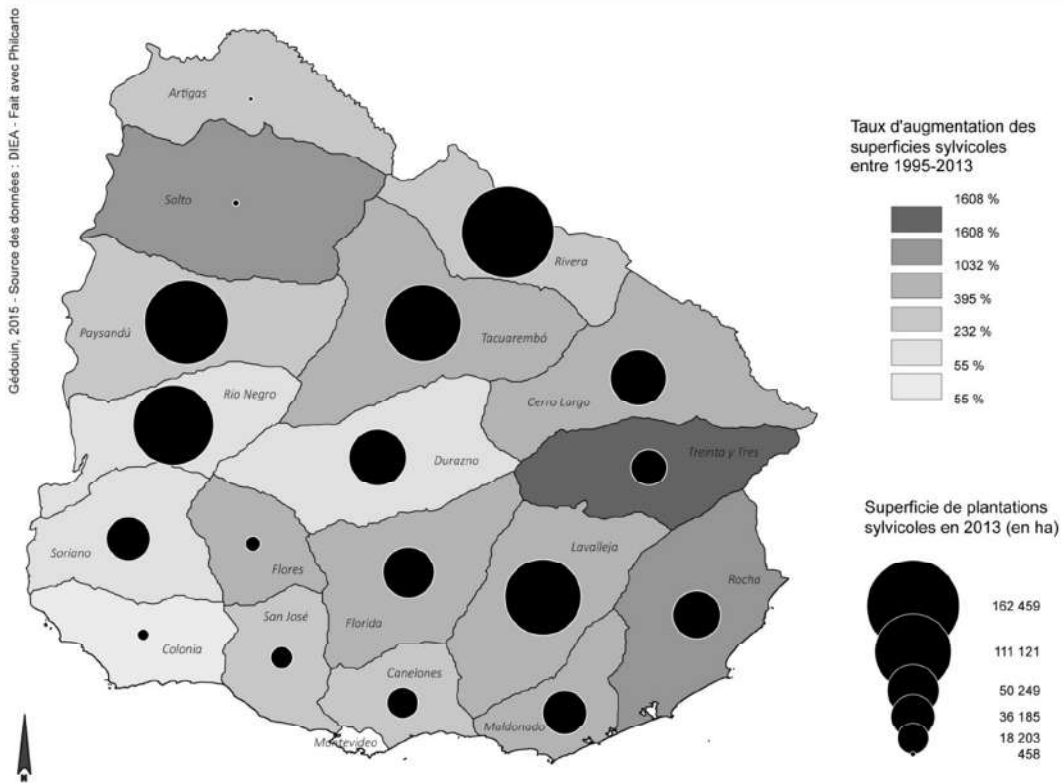 Gédouin, 2015 - Source des données : DIEA - Fait avec Philcarto
Artigas
Salto
Rivera
Paysandú
Tacuarembó
Río Negro
Cerro Largo
Durazno
Treinta y Tres
Soriano
Flores
Lavalleja
Rocha
San José
Florida
Colonia
Canelones
Maldonado
Montevideo
N
Taux d'augmentation des
superficies sylvicoles
entre 1995-2013
1608 %
1608 %
1032 %
395 %
232 %
55 %
55 %
Superficie de plantations
sylvicoles en 2013 (en ha)
162 459
111 121
50 249
36 185
18 203
458